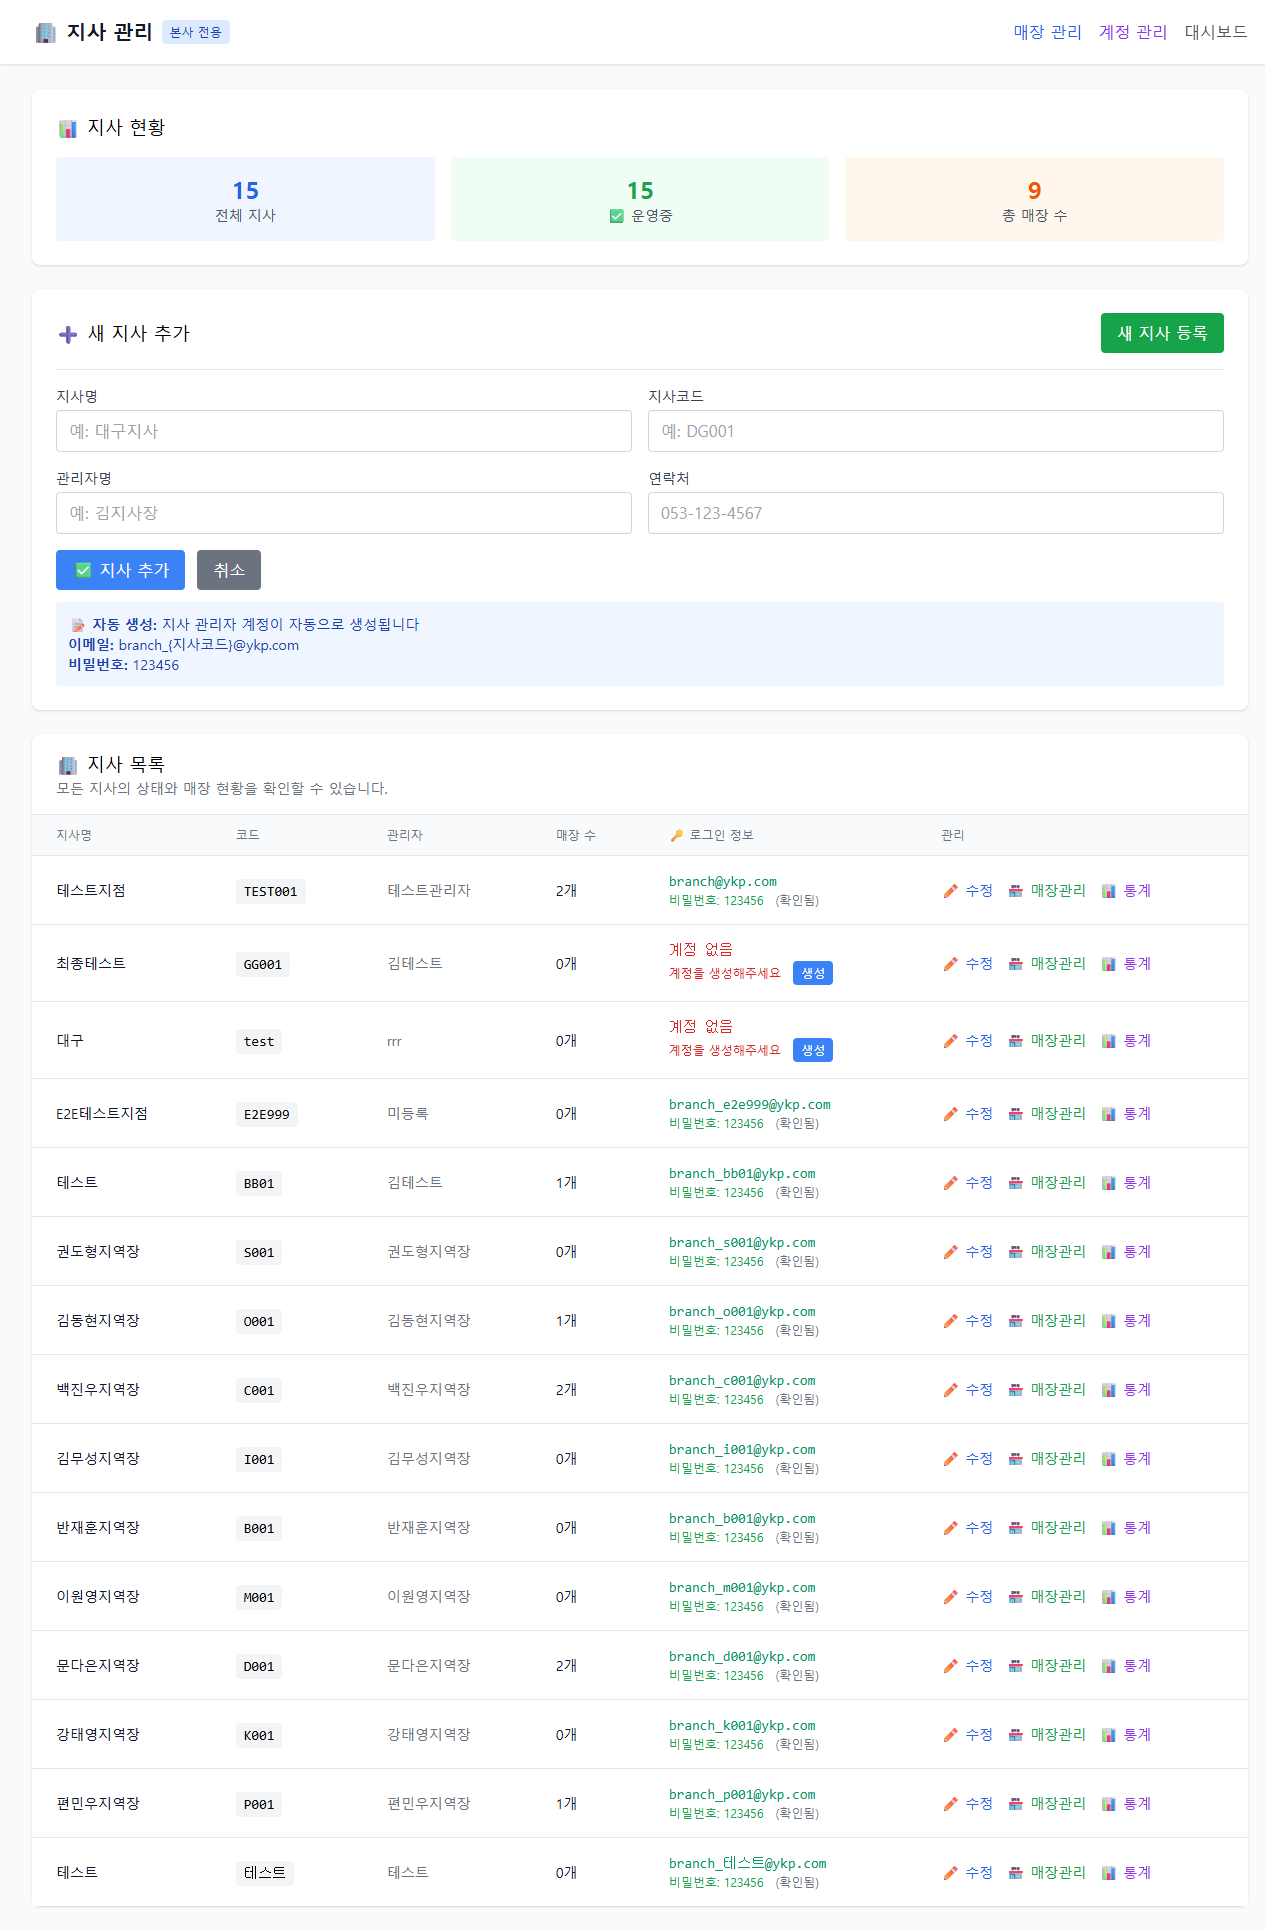 지사 관리 본사 전용
매장 관리 계정 관리 대시보드
지사 현황
15
전체 지사
15
✅ 운영중
9
총 매장 수
새 지사 추가
새 지사 등록
지사명
예: 대구지사
지사코드
예: DG001
관리자명
예: 김지사장
연락처
053-123-4567
✅ 지사 추가
취소
자동 생성: 지사 관리자 계정이 자동으로 생성됩니다
이메일: branch_{지사코드}@ykp.com
비밀번호: 123456
지사 목록
모든 지사의 상태와 매장 현황을 확인할 수 있습니다.
지사명 코드 관리자 매장 수 로그인 정보 관리
테스트지점 TEST001 테스트관리자 2개 branch@ykp.com
비밀번호: 123456 (확인됨)
수정 매장관리 통계
최종테스트 GG001 김테스트 0개 계정 없음
계정을 생성해주세요 생성
수정 매장관리 통계
대구 test rrr 0개 계정 없음
계정을 생성해주세요 생성
수정 매장관리 통계
E2E테스트지점 E2E999 미등록 0개 branch_e2e999@ykp.com
비밀번호: 123456 (확인됨)
수정 매장관리 통계
테스트 BB01 김테스트 1개 branch_bb01@ykp.com
비밀번호: 123456 (확인됨)
수정 매장관리 통계
권도형지역장 S001 권도형지역장 0개 branch_s001@ykp.com
비밀번호: 123456 (확인됨)
수정 매장관리 통계
김동현지역장 O001 김동현지역장 1개 branch_o001@ykp.com
비밀번호: 123456 (확인됨)
수정 매장관리 통계
백진우지역장 C001 백진우지역장 2개 branch_c001@ykp.com
비밀번호: 123456 (확인됨)
수정 매장관리 통계
김무성지역장 I001 김무성지역장 0개 branch_i001@ykp.com
비밀번호: 123456 (확인됨)
수정 매장관리 통계
반재훈지역장 B001 반재훈지역장 0개 branch_b001@ykp.com
비밀번호: 123456 (확인됨)
수정 매장관리 통계
이원영지역장 M001 이원영지역장 0개 branch_m001@ykp.com
비밀번호: 123456 (확인됨)
수정 매장관리 통계
문다은지역장 D001 문다은지역장 2개 branch_d001@ykp.com
비밀번호: 123456 (확인됨)
수정 매장관리 통계
강태영지역장 K001 강태영지역장 0개 branch_k001@ykp.com
비밀번호: 123456 (확인됨)
수정 매장관리 통계
편민우지역장 P001 편민우지역장 1개 branch_p001@ykp.com
비밀번호: 123456 (확인됨)
수정 매장관리 통계
테스트 테스트 테스트 0개 branch_테스트@ykp.com
비밀번호: 123456 (확인됨)
수정 매장관리 통계